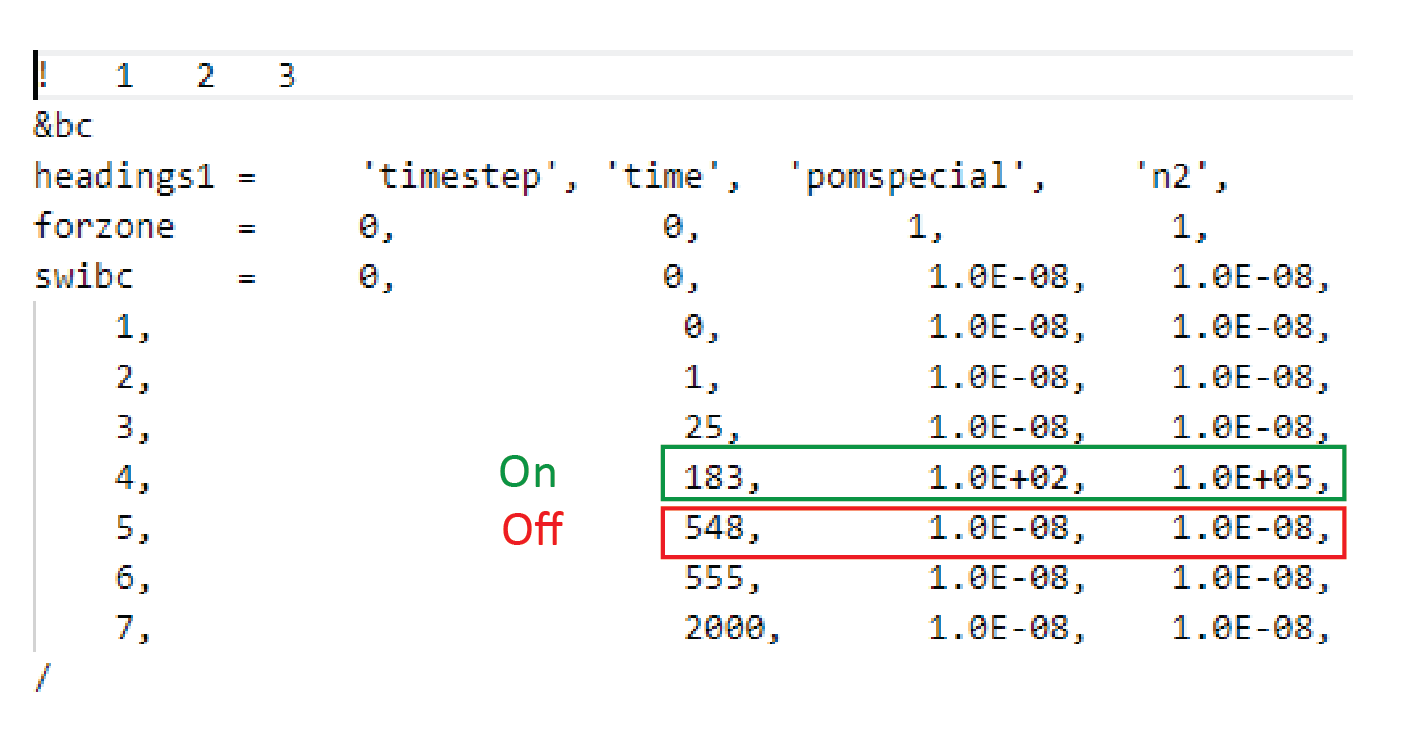 ! 1 2 3
&bc
headings1 = 'timestep', 'time', 'pomspecial', 'n2',
forzone = 0, 0, 1, 1,
swibc = 0, 0, 1.0E-08, 1.0E-08,
1, 0, 1.0E-08, 1.0E-08,
2, 1, 1.0E-08, 1.0E-08,
3, 25, 1.0E-08, 1.0E-08,
4, On 183, 1.0E+02, 1.0E+05,
5, Off 548, 1.0E-08, 1.0E-08,
6, 555, 1.0E-08, 1.0E-08,
7, 2000, 1.0E-08, 1.0E-08,
/